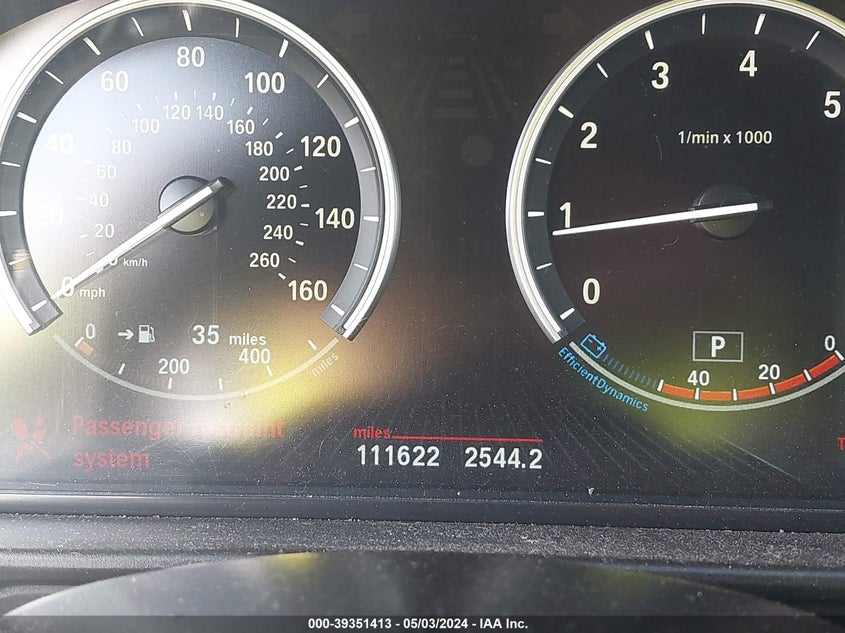 0 20 40 60 80 100 120 140 160
mph
0 20 40 60 80 100 120 140 160 180 200 220 240 260
km/h
0 35 miles
200 400
miles
0 1 2 3 4 5
1/min x 1000
P
EfficientDynamics
40 20 0
Passenger
system
miles
111622 2544.2
T
000-39351413 - 05/03/2024 - IAA Inc.